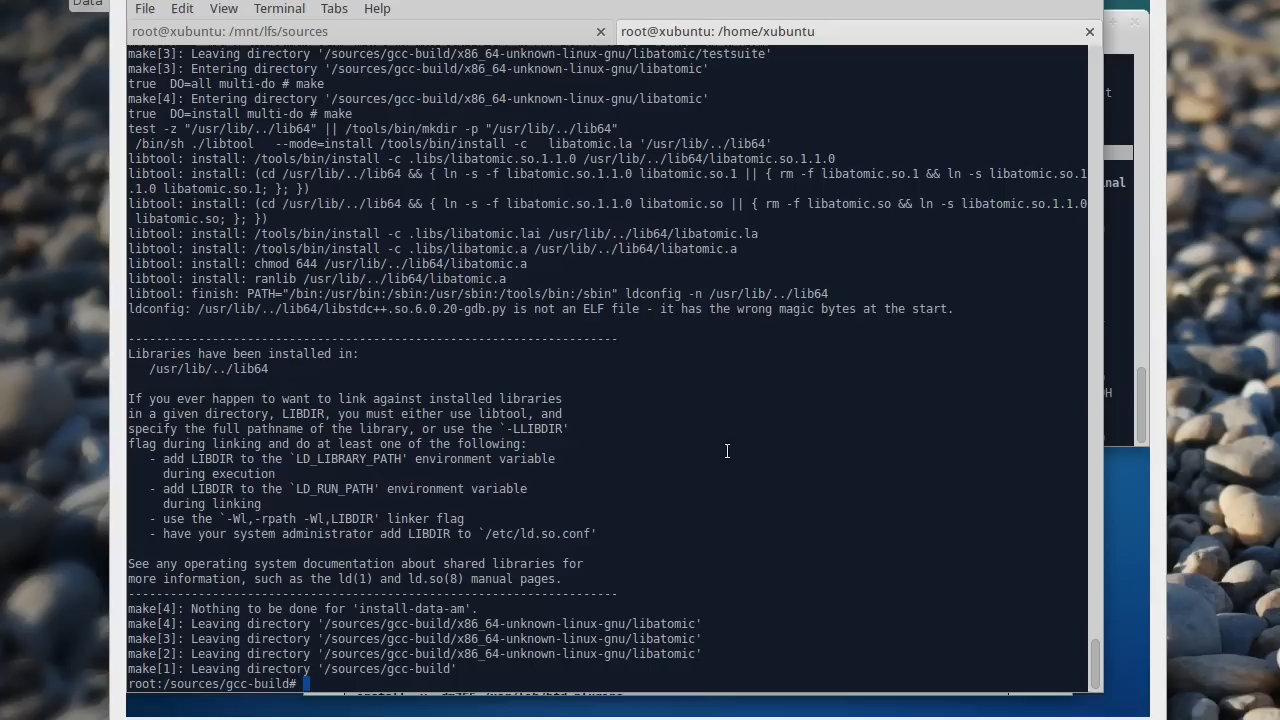 Data
File Edit View Terminal Tabs Help
root@xubuntu: /mnt/lfs/sources ✕ root@xubuntu: /home/xubuntu ✕
make[3]: Leaving directory '/sources/gcc-build/x86_64-unknown-linux-gnu/libatomic/testsuite'
make[3]: Entering directory '/sources/gcc-build/x86_64-unknown-linux-gnu/libatomic'
true  DO=all multi-do # make
make[4]: Entering directory '/sources/gcc-build/x86_64-unknown-linux-gnu/libatomic'
true  DO=install multi-do # make
test -z "/usr/lib/../lib64" || /tools/bin/mkdir -p "/usr/lib/../lib64"
 /bin/sh ./libtool   --mode=install /tools/bin/install -c   libatomic.la '/usr/lib/../lib64'
libtool: install: /tools/bin/install -c .libs/libatomic.so.1.1.0 /usr/lib/../lib64/libatomic.so.1.1.0
libtool: install: (cd /usr/lib/../lib64 && { ln -s -f libatomic.so.1.1.0 libatomic.so.1 || { rm -f libatomic.so.1 && ln -s libatomic.so.1
.1.0 libatomic.so.1; }; })
libtool: install: (cd /usr/lib/../lib64 && { ln -s -f libatomic.so.1.1.0 libatomic.so || { rm -f libatomic.so && ln -s libatomic.so.1.1.0
 libatomic.so; }; })
libtool: install: /tools/bin/install -c .libs/libatomic.lai /usr/lib/../lib64/libatomic.la
libtool: install: /tools/bin/install -c .libs/libatomic.a /usr/lib/../lib64/libatomic.a
libtool: install: chmod 644 /usr/lib/../lib64/libatomic.a
libtool: install: ranlib /usr/lib/../lib64/libatomic.a
libtool: finish: PATH="/bin:/usr/bin:/sbin:/usr/sbin:/tools/bin:/sbin" ldconfig -n /usr/lib/../lib64
ldconfig: /usr/lib/../lib64/libstdc++.so.6.0.20-gdb.py is not an ELF file - it has the wrong magic bytes at the start.
----------------------------------------------------------------------
Libraries have been installed in:
   /usr/lib/../lib64
If you ever happen to want to link against installed libraries
in a given directory, LIBDIR, you must either use libtool, and
specify the full pathname of the library, or use the `-LLIBDIR'
flag during linking and do at least one of the following:
   - add LIBDIR to the `LD_LIBRARY_PATH' environment variable
     during execution
   - add LIBDIR to the `LD_RUN_PATH' environment variable
     during linking
   - use the `-Wl,-rpath -Wl,LIBDIR' linker flag
   - have your system administrator add LIBDIR to `/etc/ld.so.conf'
See any operating system documentation about shared libraries for
more information, such as the ld(1) and ld.so(8) manual pages.
----------------------------------------------------------------------
make[4]: Nothing to be done for 'install-data-am'.
make[4]: Leaving directory '/sources/gcc-build/x86_64-unknown-linux-gnu/libatomic'
make[3]: Leaving directory '/sources/gcc-build/x86_64-unknown-linux-gnu/libatomic'
make[2]: Leaving directory '/sources/gcc-build/x86_64-unknown-linux-gnu/libatomic'
make[1]: Leaving directory '/sources/gcc-build'
root:/sources/gcc-build#